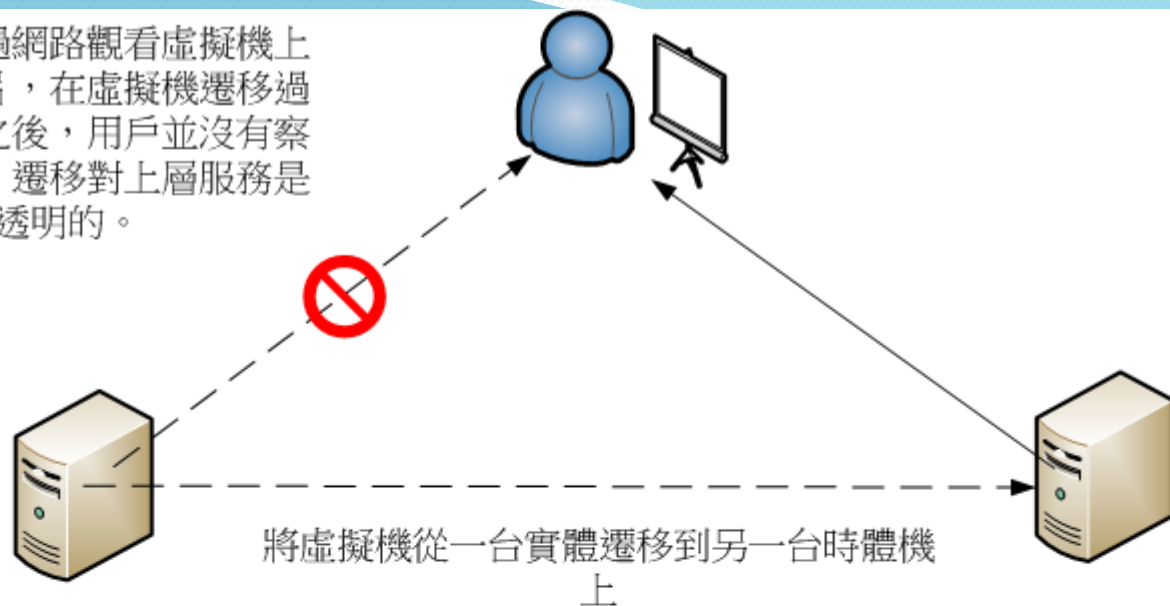 過網路觀看虛擬機上
，在虛擬機遷移過
之後，用戶並沒有察
，遷移對上層服務是
透明的。
將虛擬機從一台實體遷移到另一台時體機
上